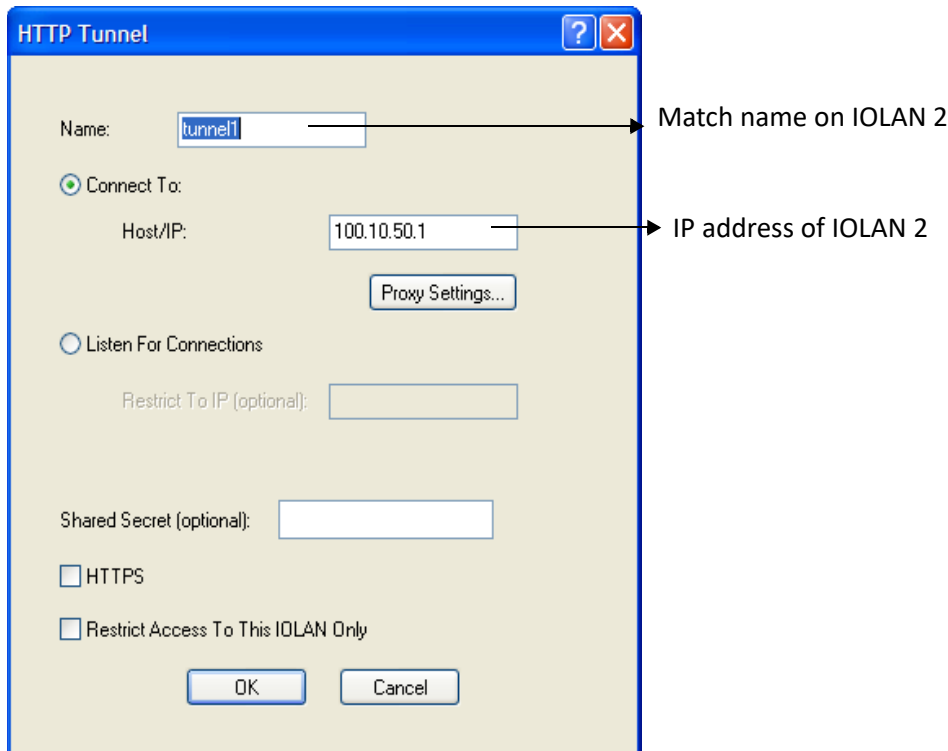 HTTP Tunnel
Name: tunnel1
Match name on IOLAN 2
Connect To:
Host/IP: 100.10.50.1
IP address of IOLAN 2
Proxy Settings...
Listen For Connections
Restrict To IP (optional):
Shared Secret (optional):
HTTPS
Restrict Access To This IOLAN Only
OK Cancel